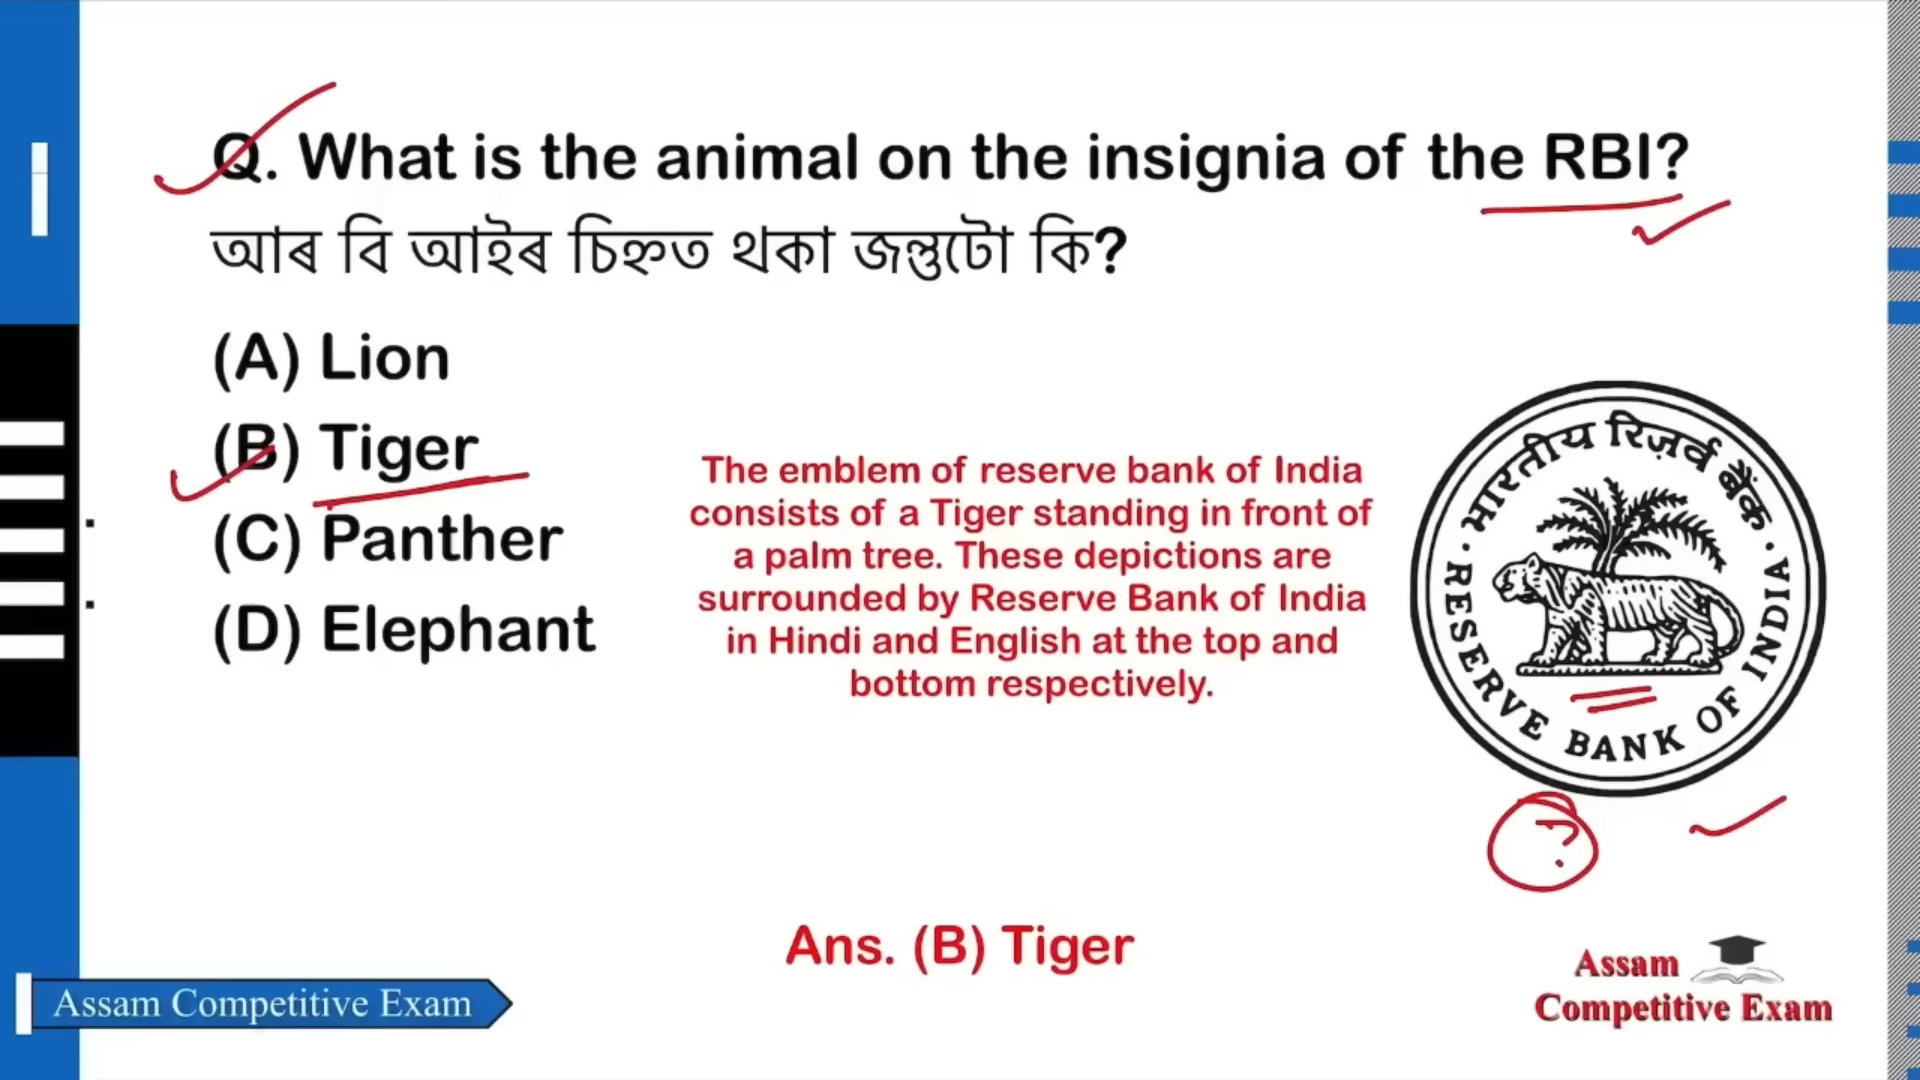 Q. What is the animal on the insignia of the RBI?
আৰ বি আইৰ চিহ্নত থকা জন্তুটো কি?
(A) Lion
(B) Tiger
(C) Panther
(D) Elephant
The emblem of reserve bank of India
consists of a Tiger standing in front of
a palm tree. These depictions are
surrounded by Reserve Bank of India
in Hindi and English at the top and
bottom respectively.
भारतीय रिज़र्व बैंक
RESERVE BANK OF INDIA
?
Ans. (B) Tiger
Assam Competitive Exam
Assam
Competitive Exam